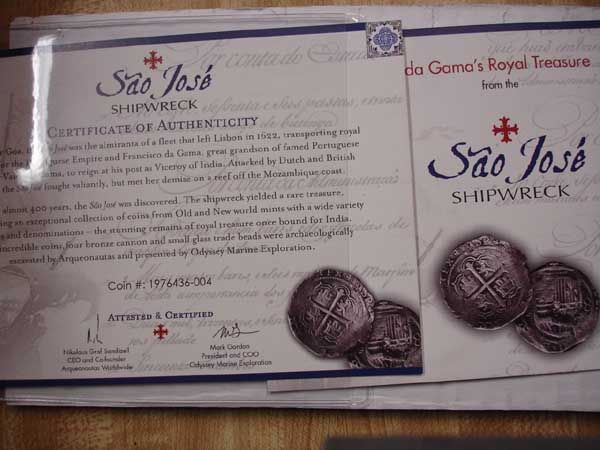 São José
SHIPWRECK
CERTIFICATE OF AUTHENTICITY
Goa, José was the almiranta of a fleet that left Lisbon in 1622, transporting royal
Empire and Francisco da Gama, great grandson of famed Portuguese
to reign at his post as Viceroy of India. Attacked by Dutch and British
fought valiantly, but met her demise on a reef off the Mozambique coast.
almost 400 years, the São José was discovered. The shipwreck yielded a rare treasure,
an exceptional collection of coins from Old and New World mints with a wide variety
and denominations – the stunning remains of royal treasure once bound for India.
incredible coins, four bronze cannon and small glass trade beads were archaeologically
excavated by Arqueonautas and presented by Odyssey Marine Exploration.
Coin #: 1976436-004
ATTESTED & CERTIFIED
Nikolaus Graf Sandizell
CEO and Co-founder
Arqueonautas Worldwide
Mark Gordon
President and COO
Odyssey Marine Exploration
da Gama's Royal Treasure
from the
São José
SHIPWRECK